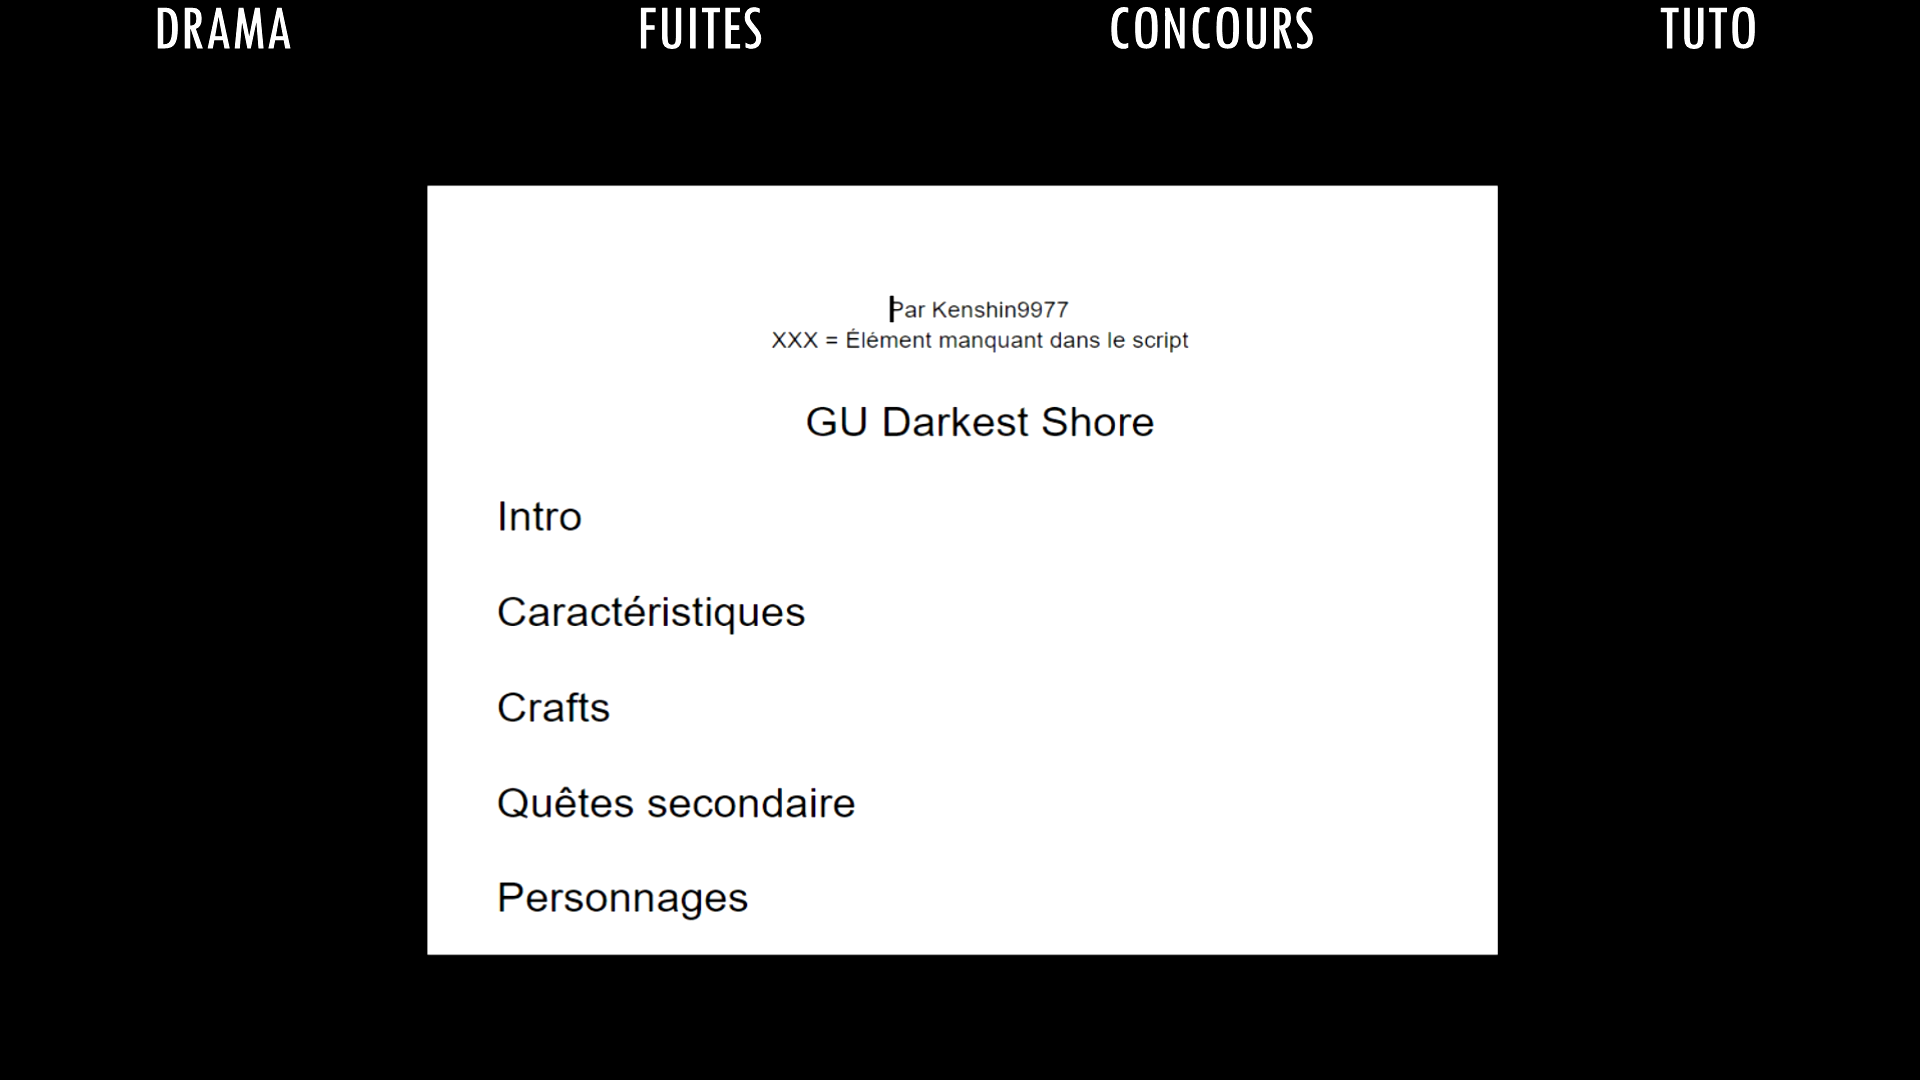 DRAMA FUITES CONCOURS TUTO
Par Kenshin9977
XXX = Élément manquant dans le script
GU Darkest Shore
Intro
Caractéristiques
Crafts
Quêtes secondaire
Personnages